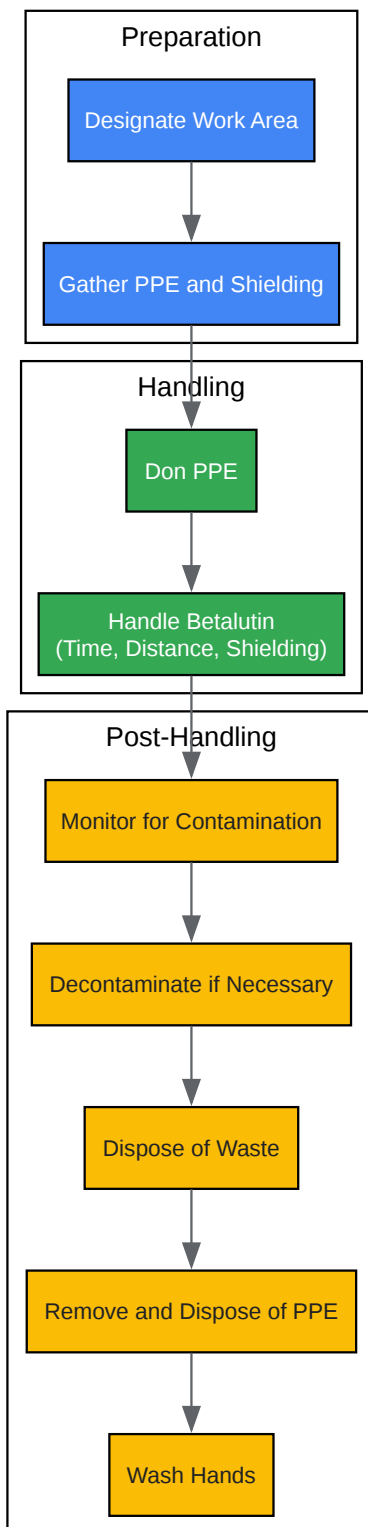 Preparation
Designate Work Area
Gather PPE and Shielding
Handling
Don PPE
Handle Betalutin
(Time, Distance, Shielding)
Post-Handling
Monitor for Contamination
Decontaminate if Necessary
Dispose of Waste
Remove and Dispose of PPE
Wash Hands